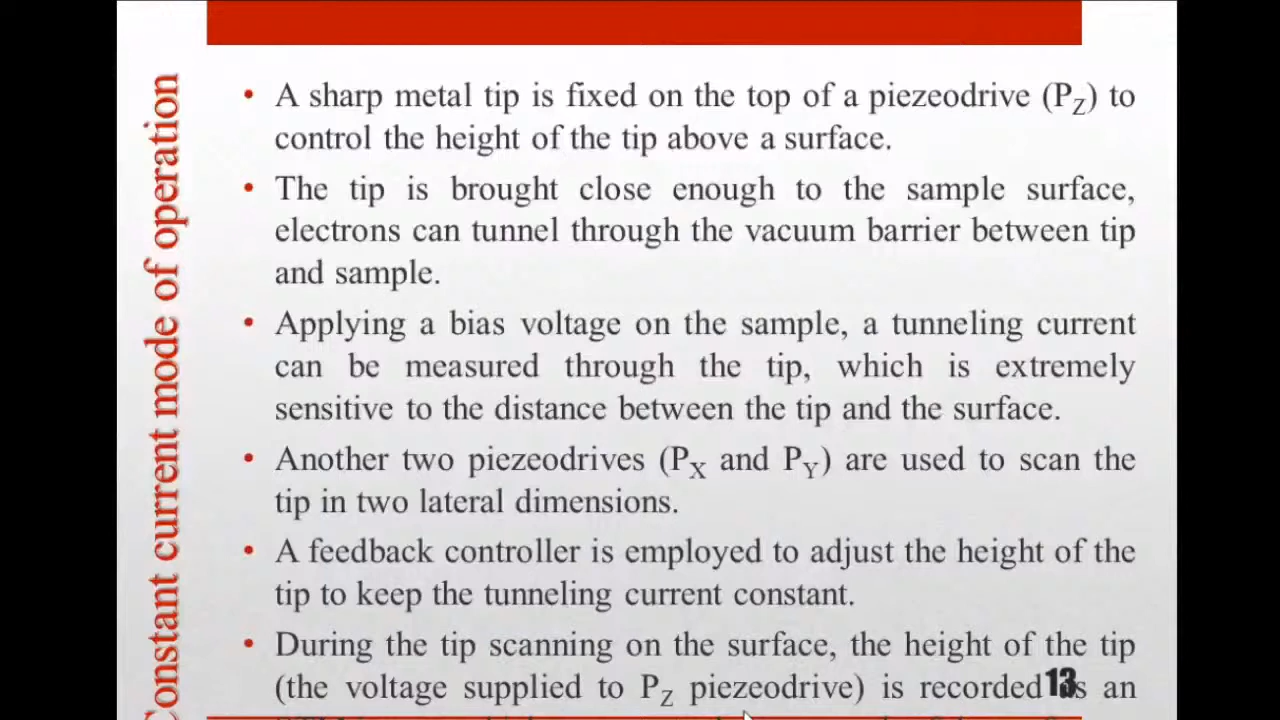 Constant current mode of operation
• A sharp metal tip is fixed on the top of a piezeodrive (PZ) to
control the height of the tip above a surface.
• The tip is brought close enough to the sample surface,
electrons can tunnel through the vacuum barrier between tip
and sample.
• Applying a bias voltage on the sample, a tunneling current
can be measured through the tip, which is extremely
sensitive to the distance between the tip and the surface.
• Another two piezeodrives (PX and PY) are used to scan the
tip in two lateral dimensions.
• A feedback controller is employed to adjust the height of the
tip to keep the tunneling current constant.
• During the tip scanning on the surface, the height of the tip
(the voltage supplied to PZ piezeodrive) is recorded an
13